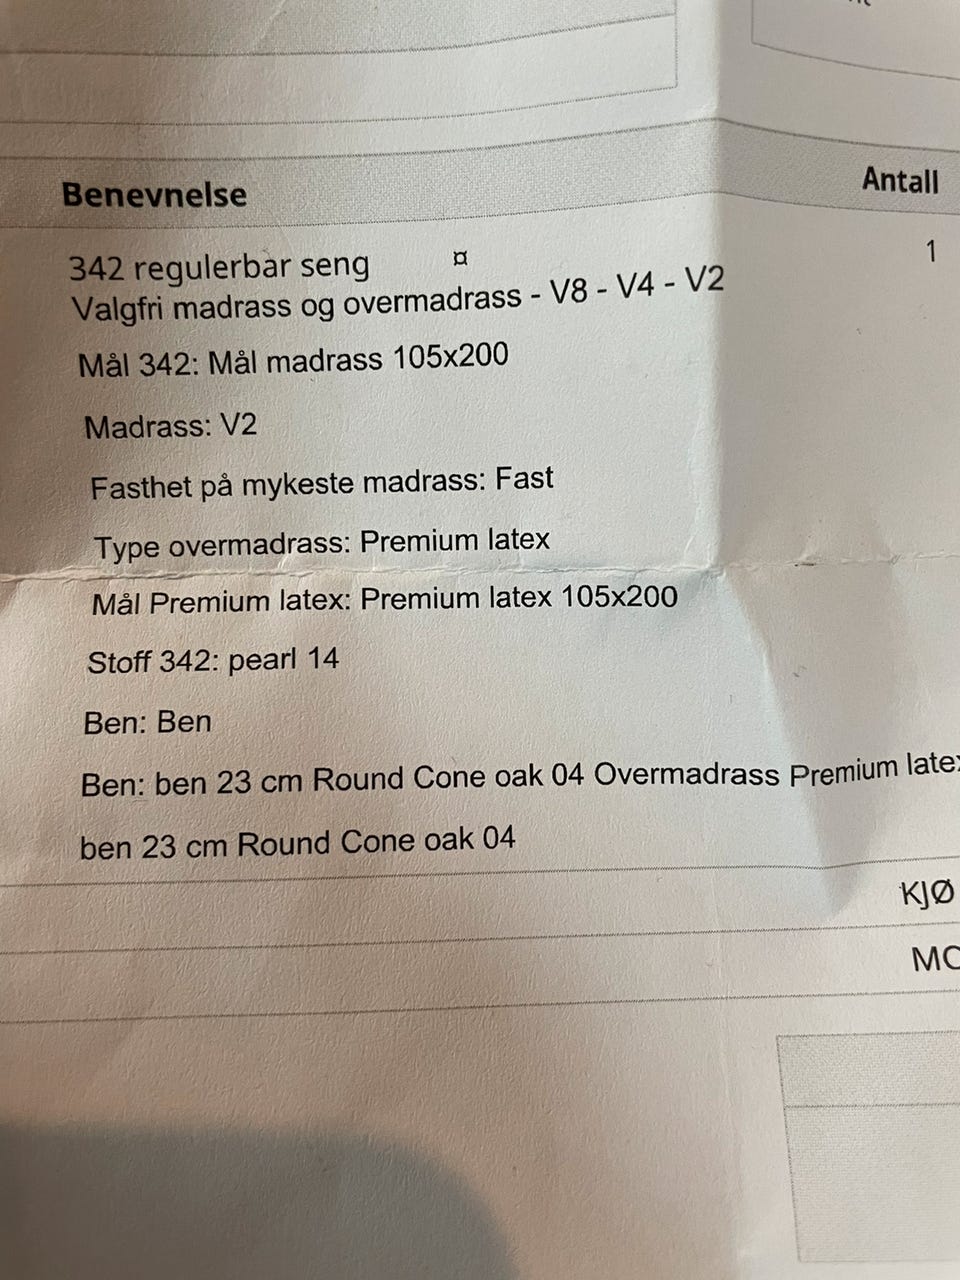 Benevnelse Antall
342 regulerbar seng ¤ 1
Valgfri madrass og overmadrass - V8 - V4 - V2
Mål 342: Mål madrass 105x200
Madrass: V2
Fasthet på mykeste madrass: Fast
Type overmadrass: Premium latex
Mål Premium latex: Premium latex 105x200
Stoff 342: pearl 14
Ben: Ben
Ben: ben 23 cm Round Cone oak 04 Overmadrass Premium late
ben 23 cm Round Cone oak 04
KJØ
MO